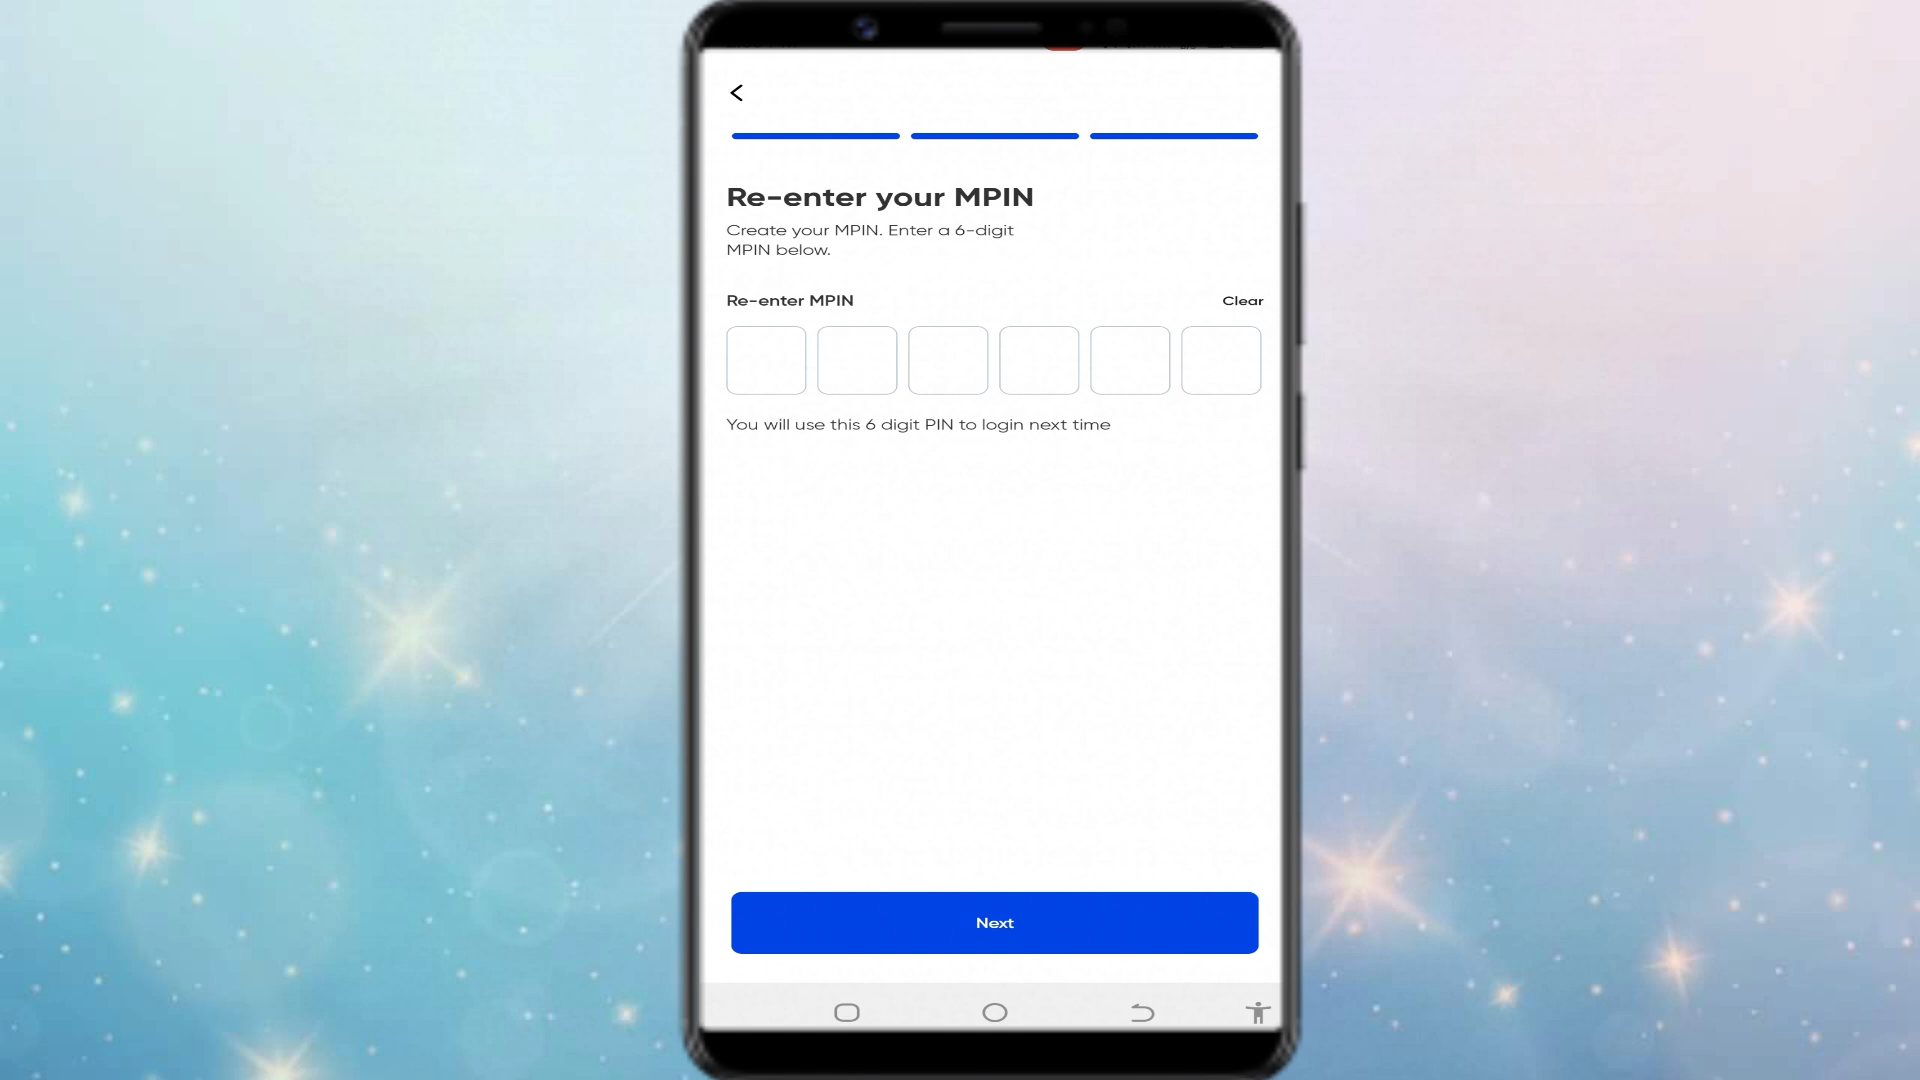 Re-enter your MPIN
Create your MPIN. Enter a 6-digit
MPIN below.
Re-enter MPIN
Clear
You will use this 6 digit PIN to login next time
Next